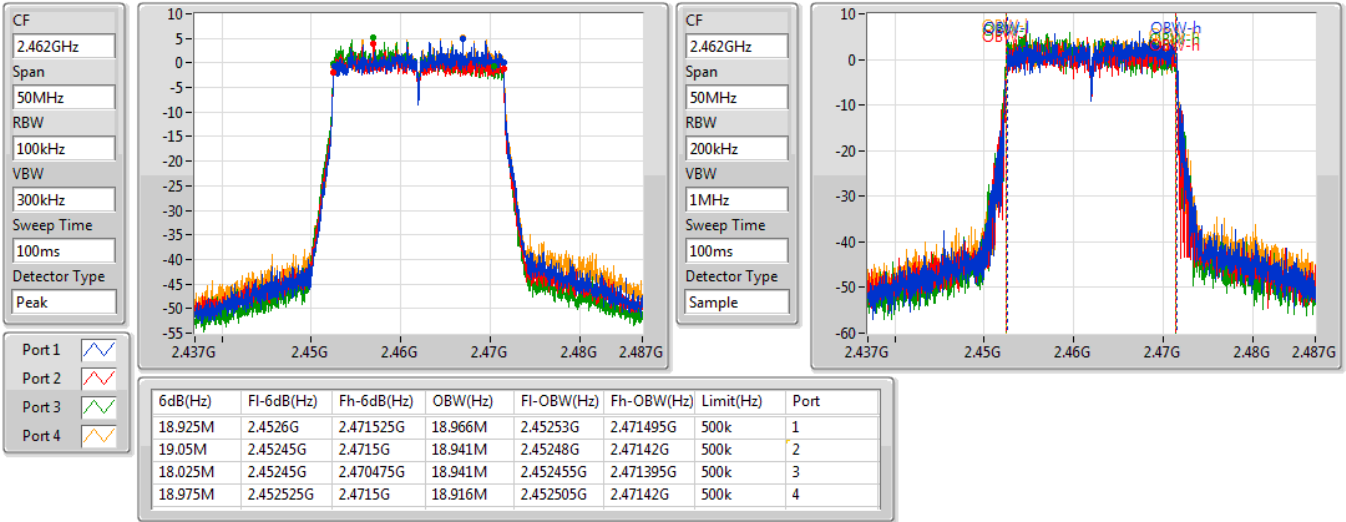 CF
2.462GHz
Span
50MHz
RBW
100kHz
VBW
300kHz
Sweep Time
100ms
Detector Type
Peak
10
5
0
-5
-10
-15
-20
-25
-30
-35
-40
-45
-50
-55
2.437G 2.45G 2.46G 2.47G 2.48G 2.487G
CF
2.462GHz
Span
50MHz
RBW
200kHz
VBW
1MHz
Sweep Time
100ms
Detector Type
Sample
10
0
-10
-20
-30
-40
-50
-60
OBW-l OBW-h
OBW-h
2.437G 2.45G 2.46G 2.47G 2.48G 2.487G
Port 1
Port 2
Port 3
Port 4
6dB(Hz) Fl-6dB(Hz) Fh-6dB(Hz) OBW(Hz) Fl-OBW(Hz) Fh-OBW(Hz) Limit(Hz) Port
18.925M 2.4526G 2.471525G 18.966M 2.45253G 2.471495G 500k 1
19.05M 2.45245G 2.4715G 18.941M 2.45248G 2.47142G 500k 2
18.025M 2.45245G 2.470475G 18.941M 2.452455G 2.471395G 500k 3
18.975M 2.452525G 2.4715G 18.916M 2.452505G 2.47142G 500k 4